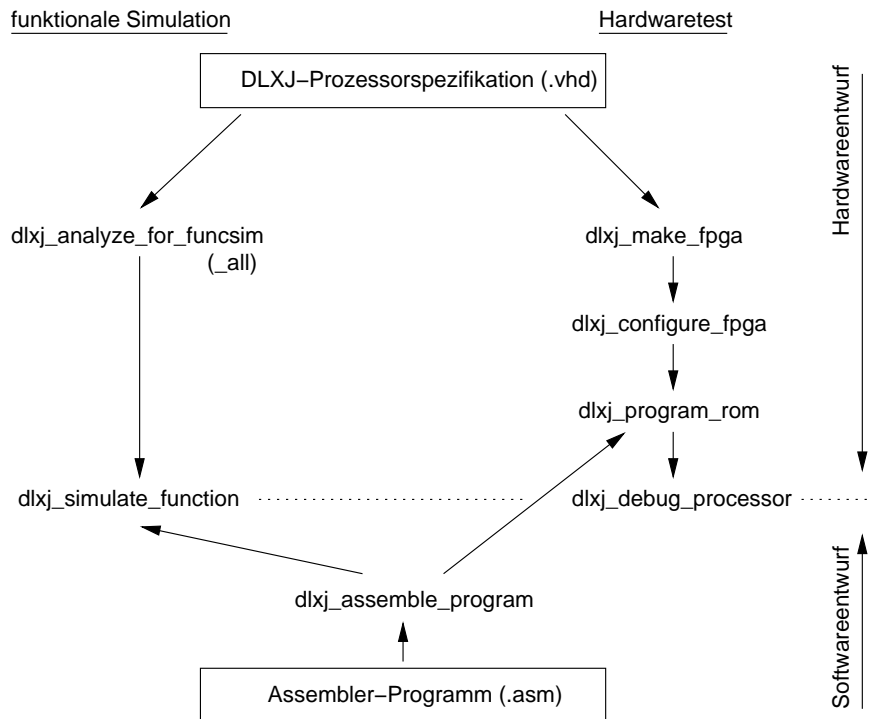 funktionale Simulation
Hardwaretest
DLXJ−Prozessorspezifikation (.vhd)
Hardwareentwurf
dlxj_analyze_for_funcsim
(_all)
dlxj_make_fpga
dlxj_configure_fpga
dlxj_program_rom
dlxj_simulate_function
dlxj_debug_processor
dlxj_assemble_program
Softwareentwurf
Assembler−Programm (.asm)